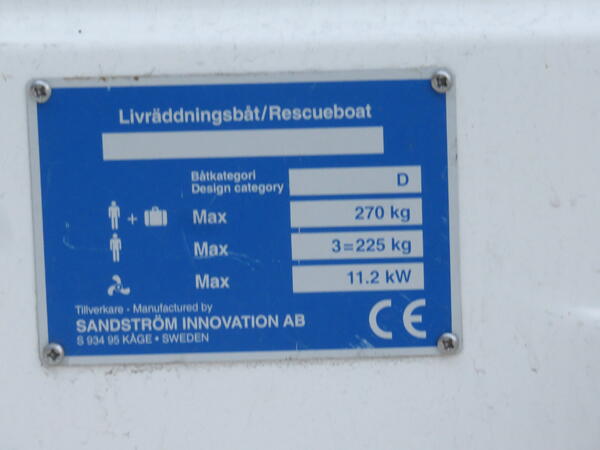 Livräddningsbåt/Rescueboat
Båtkategori
Design category
D
+ Max 270 kg
Max 3=225 kg
Max 11.2 kW
Tillverkare - Manufactured by
SANDSTRÖM INNOVATION AB
S 934 95 KÅGE • SWEDEN
CE